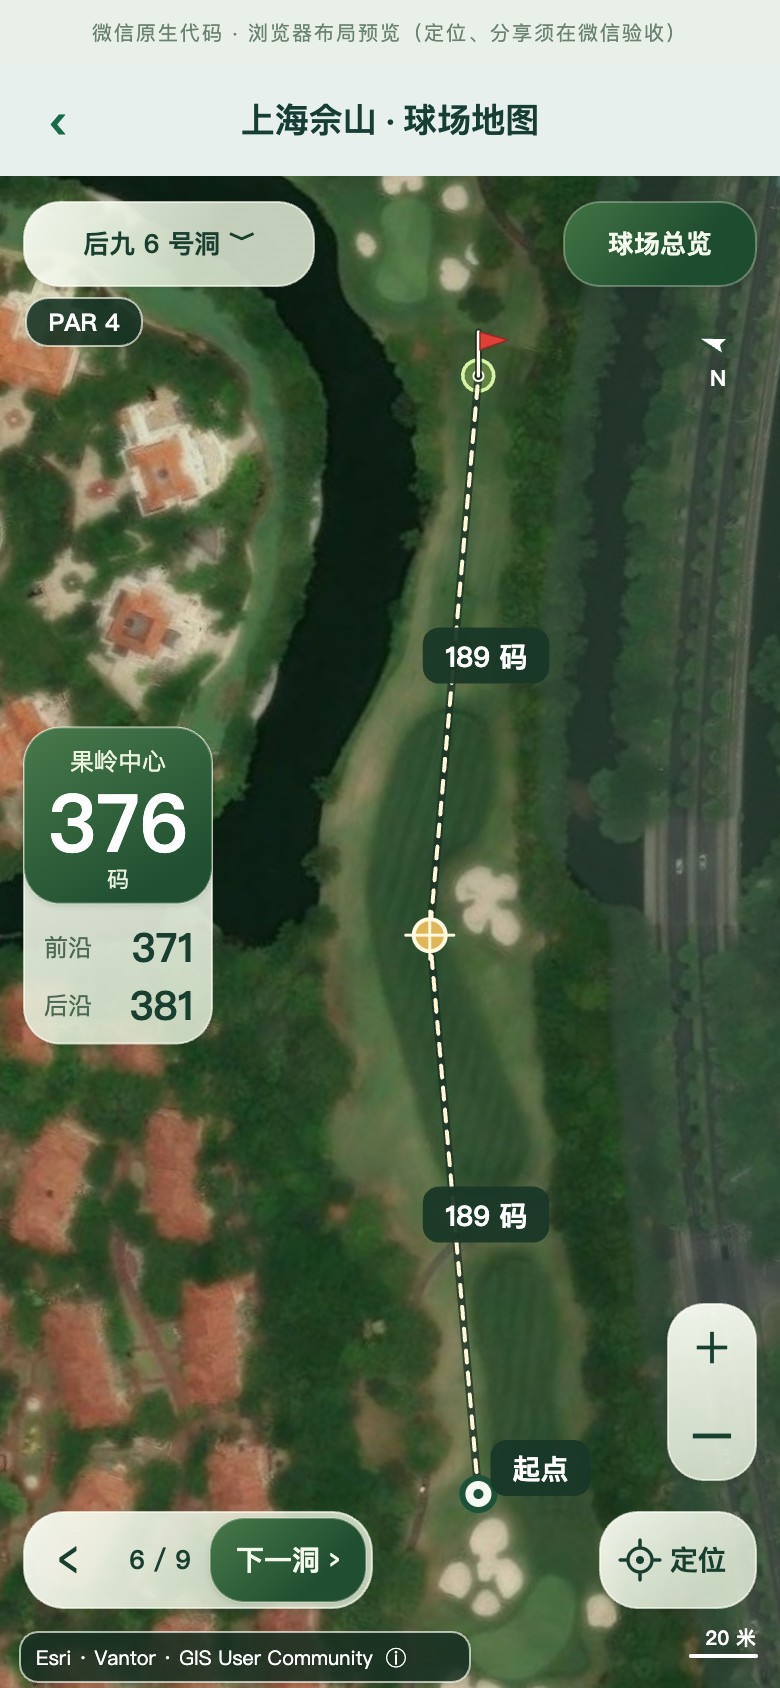 微信原生代码 · 浏览器布局预览（定位、分享须在微信验收）
‹ 上海佘山 · 球场地图
后九 6 号洞
球场总览
PAR 4
N
189 码
果岭中心
376
码
前沿 371
后沿 381
189 码
+
−
起点
< 6 / 9 下一洞 ›
定位
20 米
Esri · Vantor · GIS User Community ⓘ